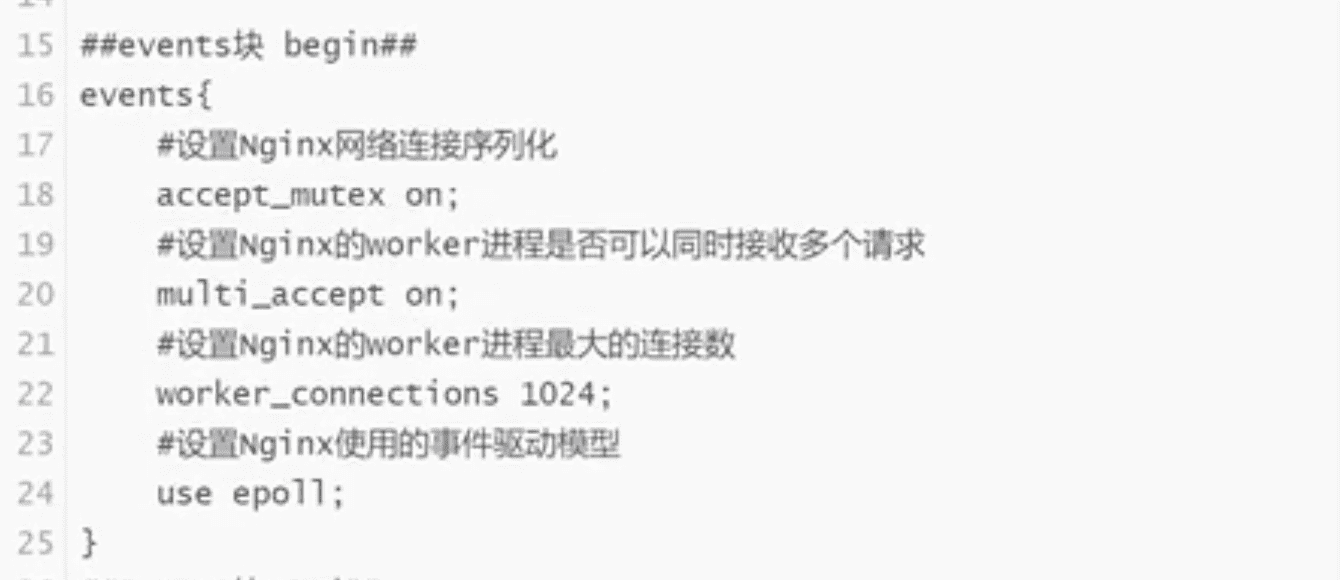 15 ##events块 begin##
16 events{
17     #设置Nginx网络连接序列化
18     accept_mutex on;
19     #设置Nginx的worker进程是否可以同时接收多个请求
20     multi_accept on;
21     #设置Nginx的worker进程最大的连接数
22     worker_connections 1024;
23     #设置Nginx使用的事件驱动模型
24     use epoll;
25 }